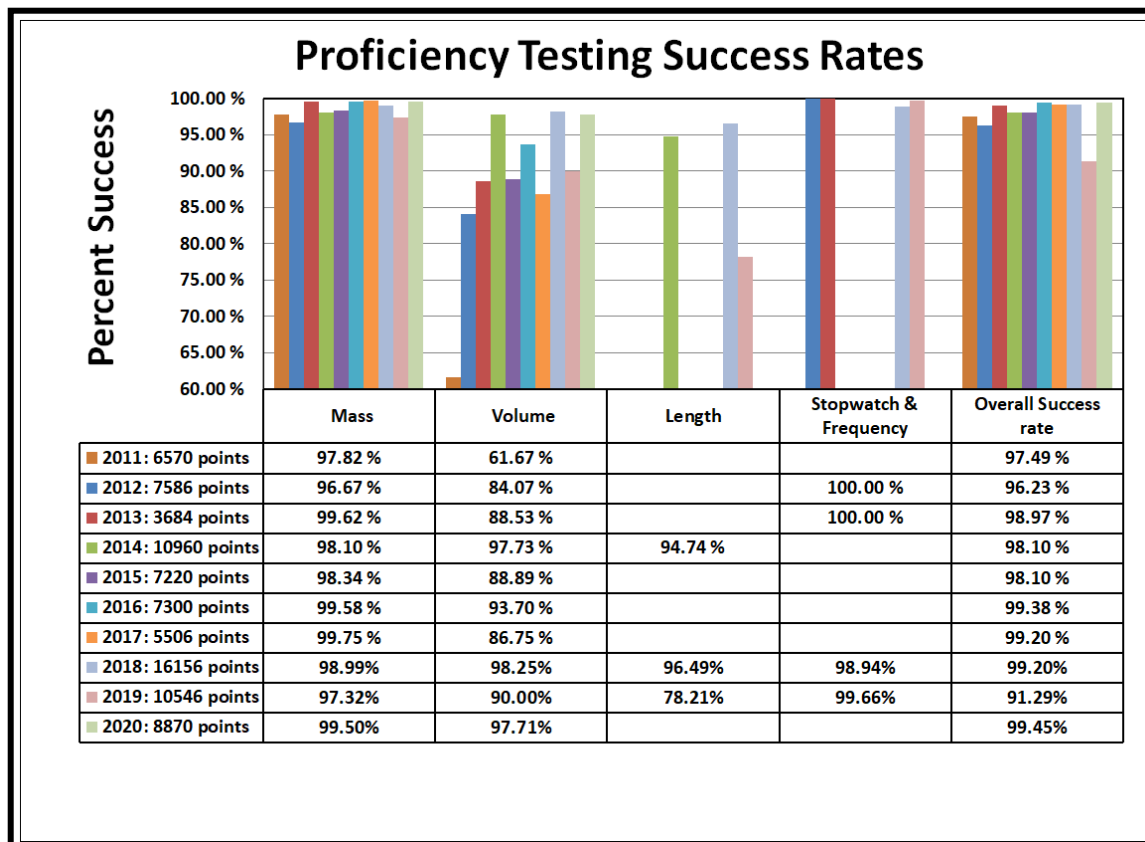 Proficiency Testing Success Rates
Percent Success
100.00 %
95.00 %
90.00 %
85.00 %
80.00 %
75.00 %
70.00 %
65.00 %
60.00 %
Mass Volume Length Stopwatch & Frequency Overall Success rate
2011: 6570 points 97.82 % 61.67 % 97.49 %
2012: 7586 points 96.67 % 84.07 % 100.00 % 96.23 %
2013: 3684 points 99.62 % 88.53 % 100.00 % 98.97 %
2014: 10960 points 98.10 % 97.73 % 94.74 % 98.10 %
2015: 7220 points 98.34 % 88.89 % 98.10 %
2016: 7300 points 99.58 % 93.70 % 99.38 %
2017: 5506 points 99.75 % 86.75 % 99.20 %
2018: 16156 points 98.99% 98.25% 96.49% 98.94% 99.20%
2019: 10546 points 97.32% 90.00% 78.21% 99.66% 91.29%
2020: 8870 points 99.50% 97.71% 99.45%